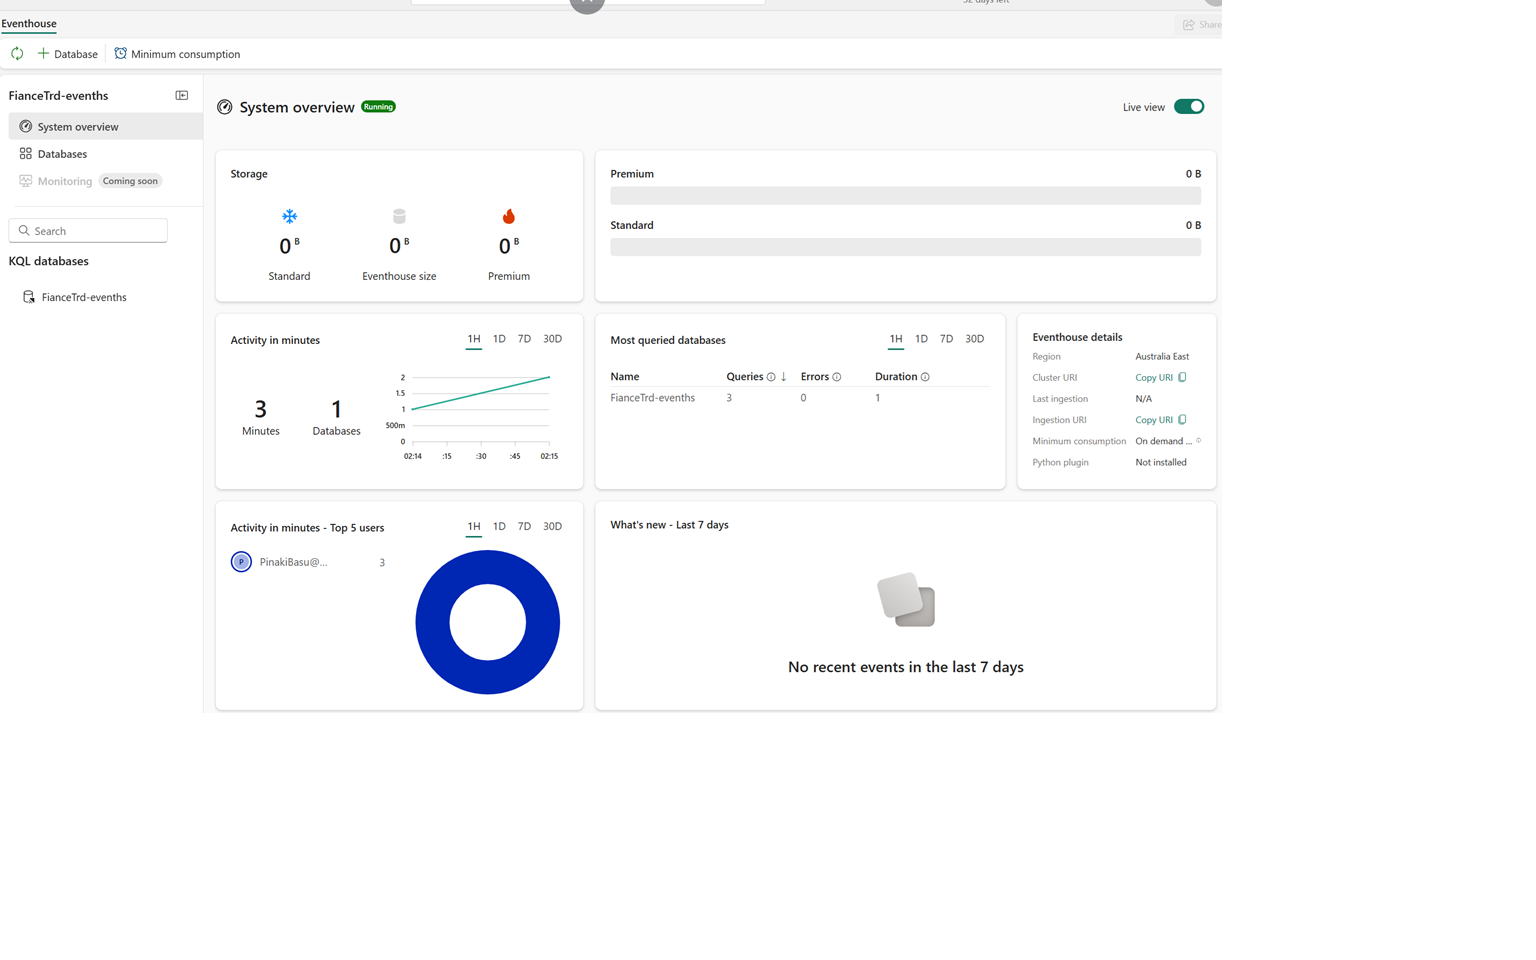 Eventhouse
Share
Database
Minimum consumption
FianceTrd-evenths
System overview
Databases
Monitoring Coming soon
Search
KQL databases
FianceTrd-evenths
System overview Running
Live view
Storage
0 B
Standard
0 B
Eventhouse size
0 B
Premium
Premium 0 B
Standard 0 B
Activity in minutes
1H 1D 7D 30D
3
Minutes
1
Databases
2
1.5
1
500m
0
02:14 :15 :30 :45 02:15
Most queried databases
1H 1D 7D 30D
Name Queries ↓ Errors Duration
FianceTrd-evenths 3 0 1
Eventhouse details
Region Australia East
Cluster URI Copy URI
Last ingestion N/A
Ingestion URI Copy URI
Minimum consumption On demand ...
Python plugin Not installed
Activity in minutes - Top 5 users
1H 1D 7D 30D
P PinakiBasu@... 3
What's new - Last 7 days
No recent events in the last 7 days